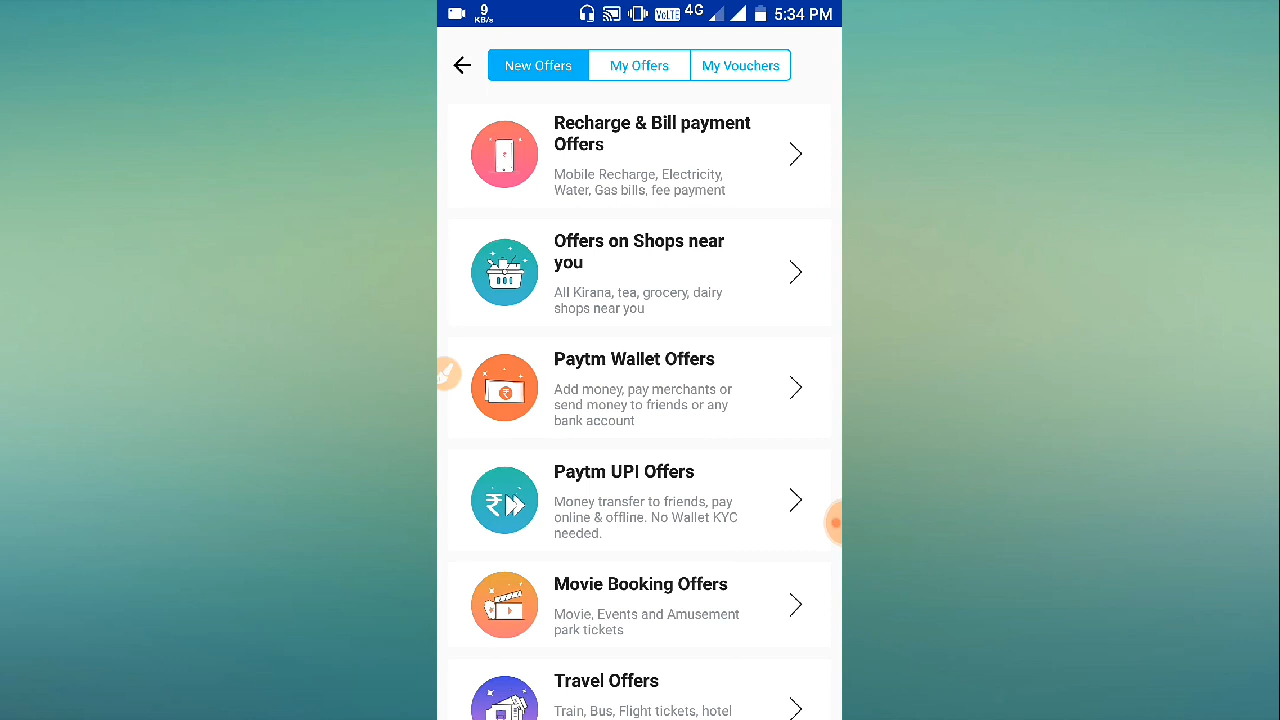 9
KB/s
VoLTE 4G 5:34 PM
New Offers My Offers My Vouchers
Recharge & Bill payment
Offers
Mobile Recharge, Electricity,
Water, Gas bills, fee payment
Offers on Shops near
you
All Kirana, tea, grocery, dairy
shops near you
Paytm Wallet Offers
Add money, pay merchants or
send money to friends or any
bank account
Paytm UPI Offers
Money transfer to friends, pay
online & offline. No Wallet KYC
needed.
Movie Booking Offers
Movie, Events and Amusement
park tickets
Travel Offers
Train, Bus, Flight tickets, hotel